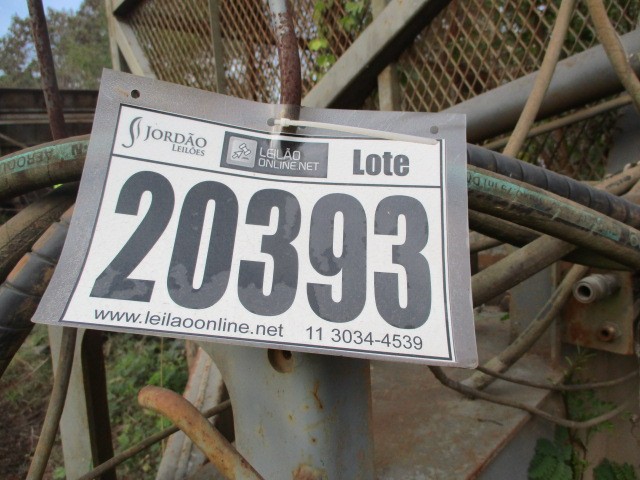 JORDÃO
LEILÕES
LEILÃO
ONLINE.NET
Lote
20393
www.leilaoonline.net 11 3034-4539